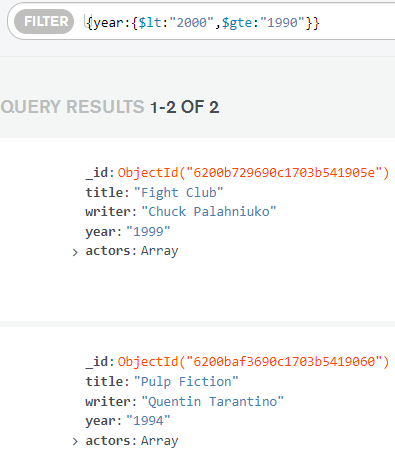 FILTER {year:{$lt:"2000",$gte:"1990"}}
QUERY RESULTS 1-2 OF 2
_id: ObjectId("6200b729690c1703b541905e")
title: "Fight Club"
writer: "Chuck Palahniuko"
year: "1999"
> actors: Array
_id: ObjectId("6200baf3690c1703b5419060")
title: "Pulp Fiction"
writer: "Quentin Tarantino"
year: "1994"
> actors: Array